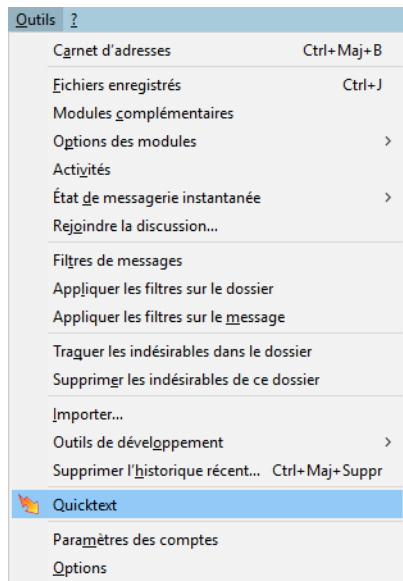 Outils ?
Carnet d'adresses Ctrl+Maj+B
Fichiers enregistrés Ctrl+J
Modules complémentaires
Options des modules
Activités
État de messagerie instantanée
Rejoindre la discussion...
Filtres de messages
Appliquer les filtres sur le dossier
Appliquer les filtres sur le message
Traquer les indésirables dans le dossier
Supprimer les indésirables de ce dossier
Importer...
Outils de développement
Supprimer l'historique récent... Ctrl+Maj+Suppr
Quicktext
Paramètres des comptes
Options